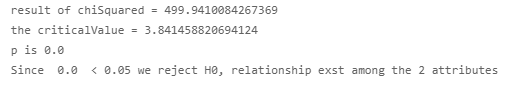 result of chiSquared = 499.9410084267369
the criticalValue = 3.841458820694124
p is 0.0
Since  0.0  < 0.05 we reject H0, relationship exst among the 2 attributes